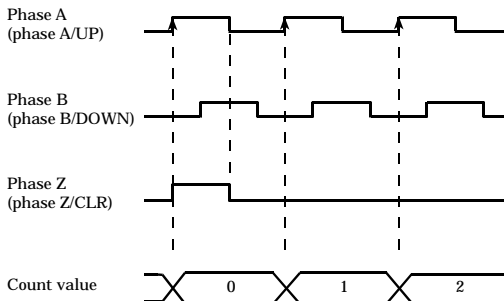 Phase A
(phase A/UP)
Phase B
(phase B/DOWN)
Phase Z
(phase Z/CLR)
Count value
0
1
2